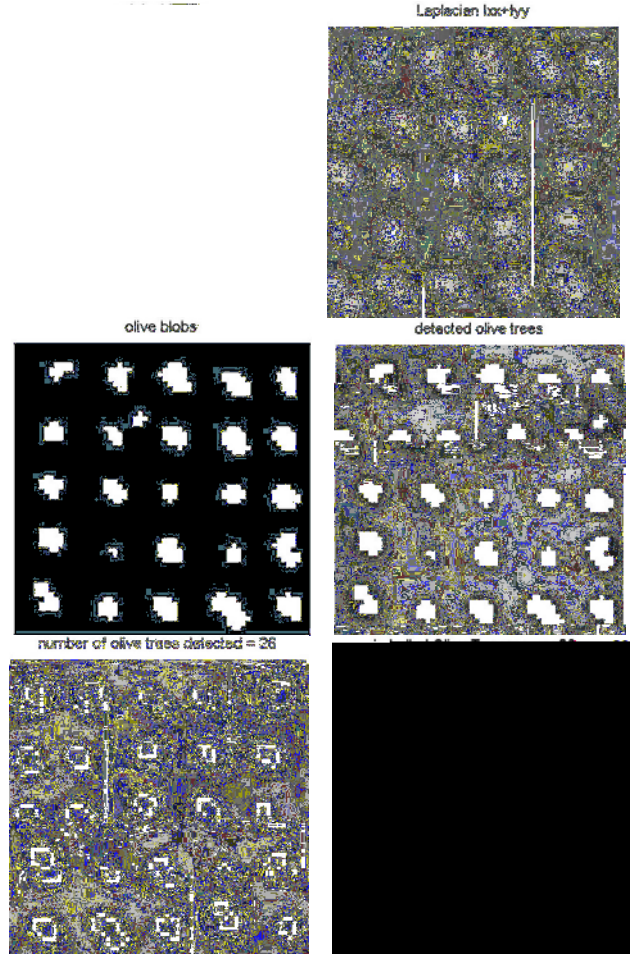 Laplacian Ixx+Iyy
olive blobs
detected olive trees
number of olive trees detected = 26